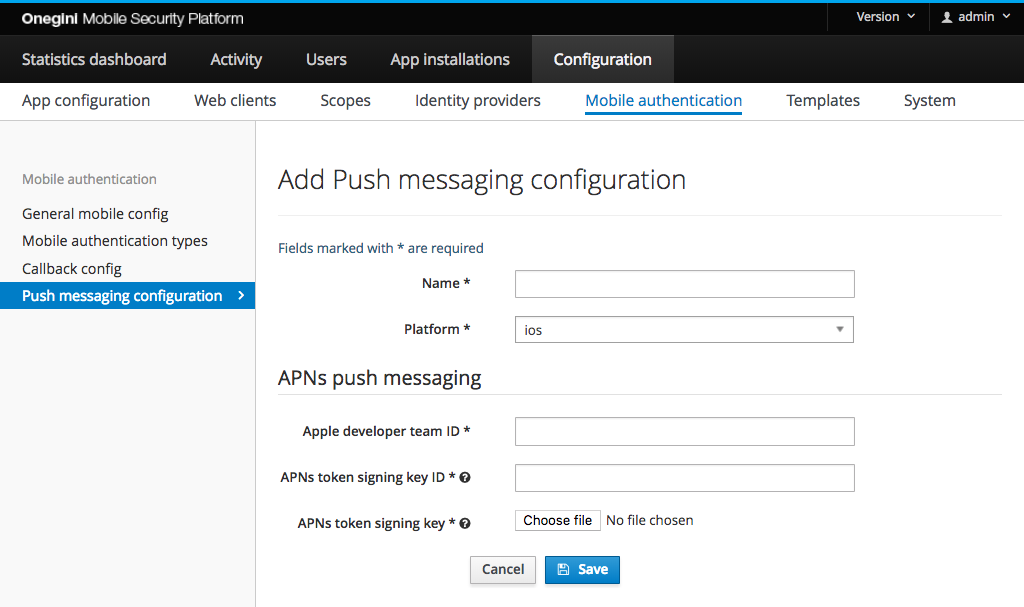 Onegini Mobile Security Platform Version admin
Statistics dashboard Activity Users App installations Configuration
App configuration Web clients Scopes Identity providers Mobile authentication Templates System
Mobile authentication
General mobile config
Mobile authentication types
Callback config
Push messaging configuration
Add Push messaging configuration
Fields marked with * are required
Name *
Platform * ios
APNs push messaging
Apple developer team ID *
APNs token signing key ID * ?
APNs token signing key * ? Choose file No file chosen
Cancel Save